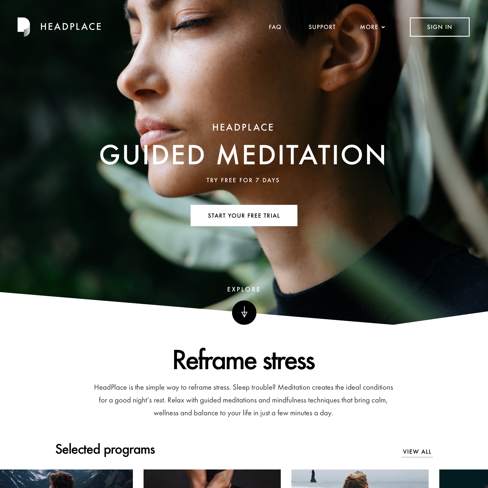 HEADPLACE
FAQ
SUPPORT
MORE
SIGN IN
HEADPLACE
GUIDED MEDITATION
TRY FREE FOR 7 DAYS
START YOUR FREE TRIAL
EXPLORE
Reframe stress
HeadPlace is the simple way to reframe stress. Sleep trouble? Meditation creates the ideal conditions
for a good night's rest. Relax with guided meditations and mindfulness techniques that bring calm,
wellness and balance to your life in just a few minutes a day.
Selected programs
VIEW ALL